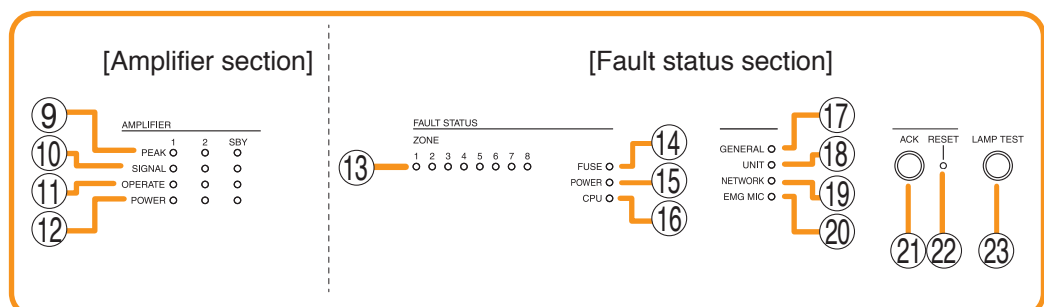 [Amplifier section]
[Fault status section]
9
10
11
12
AMPLIFIER
1 2 SBY
PEAK
SIGNAL
OPERATE
POWER
13
FAULT STATUS
ZONE
1 2 3 4 5 6 7 8
FUSE
POWER
CPU
14
15
16
GENERAL
UNIT
NETWORK
EMG MIC
17
18
19
20
ACK RESET LAMP TEST
21 22 23